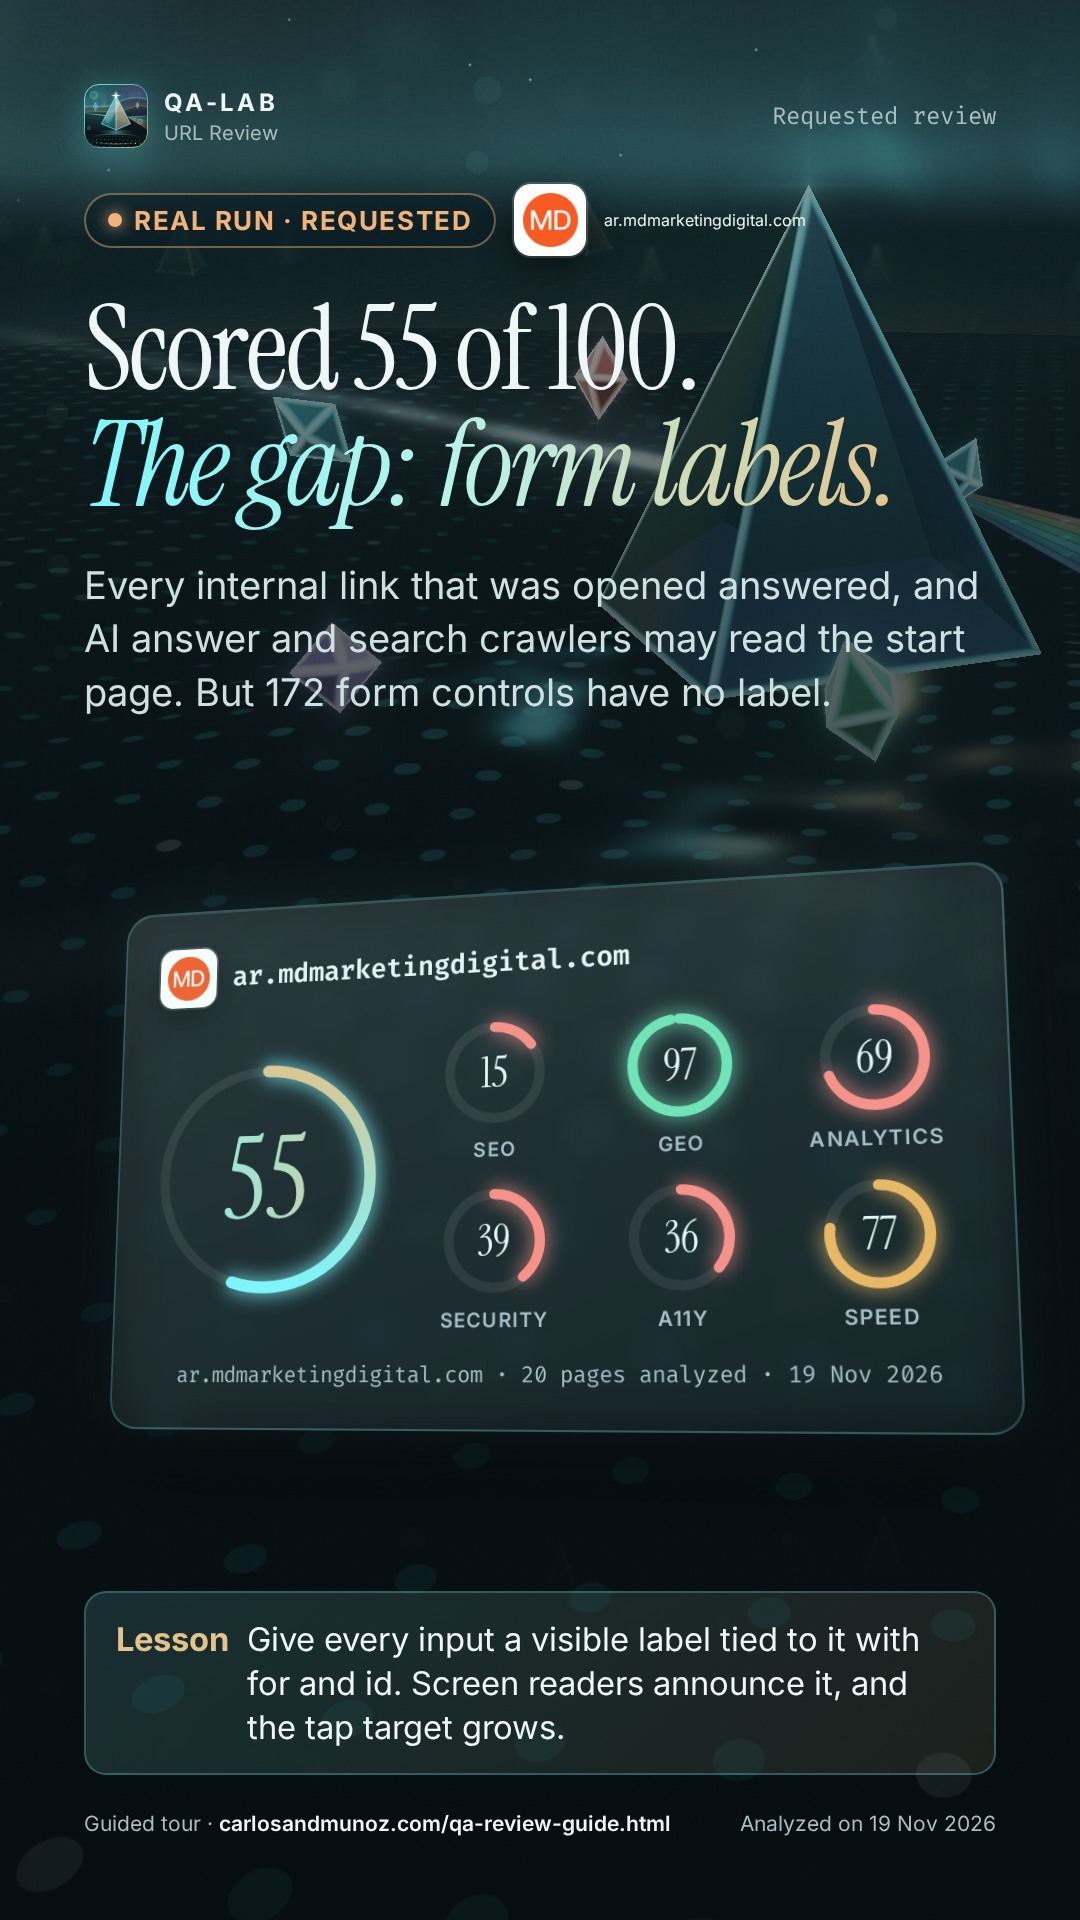 QA-LAB
URL Review
Requested review
REAL RUN · REQUESTED
MD
ar.mdmarketingdigital.com
Scored 55 of 100.
The gap: form labels.
Every internal link that was opened answered, and
AI answer and search crawlers may read the start
page. But 172 form controls have no label.
MD
ar.mdmarketingdigital.com
55
15
SEO
97
GEO
69
ANALYTICS
39
SECURITY
36
A11Y
77
SPEED
ar.mdmarketingdigital.com · 20 pages analyzed · 19 Nov 2026
Lesson Give every input a visible label tied to it with
for and id. Screen readers announce it, and
the tap target grows.
Guided tour · carlosandmunoz.com/qa-review-guide.html
Analyzed on 19 Nov 2026